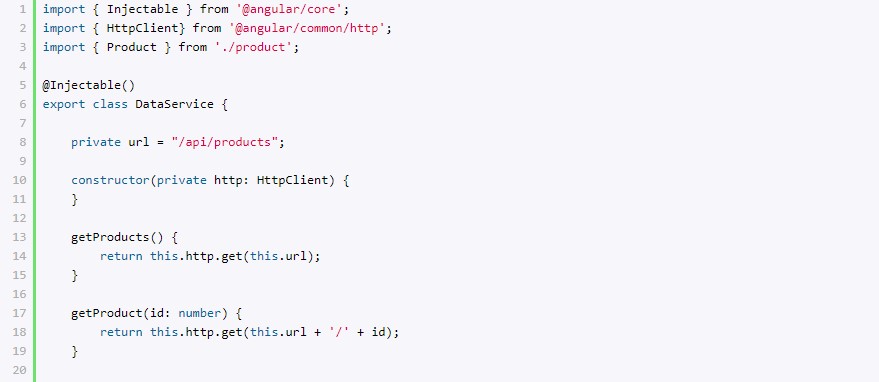 1 import { Injectable } from '@angular/core';
2 import { HttpClient} from '@angular/common/http';
3 import { Product } from './product';
4
5 @Injectable()
6 export class DataService {
7
8     private url = "/api/products";
9
10     constructor(private http: HttpClient) {
11     }
12
13     getProducts() {
14         return this.http.get(this.url);
15     }
16
17     getProduct(id: number) {
18         return this.http.get(this.url + '/' + id);
19     }
20